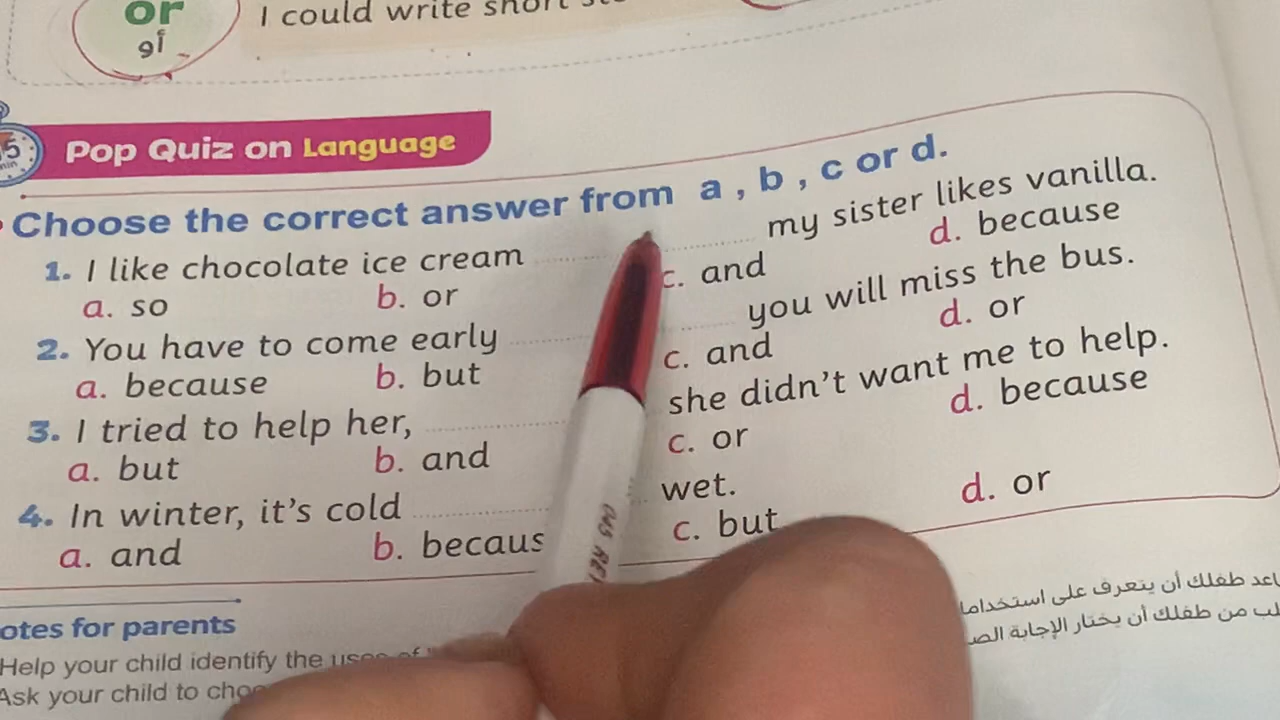 or
أو
I could write short
5
min
Pop Quiz on Language
Choose the correct answer from a , b , c or d.
1. I like chocolate ice cream .......... my sister likes vanilla.
a. so b. or c. and d. because
2. You have to come early .......... you will miss the bus.
a. because b. but c. and d. or
3. I tried to help her, .......... she didn't want me to help.
a. but b. and c. or d. because
4. In winter, it's cold .......... wet.
a. and b. becaus c. but d. or
otes for parents
Help your child identify the uses of
Ask your child to
طفلك أن يتعرف على
من طفلك أن يختار الإجابة